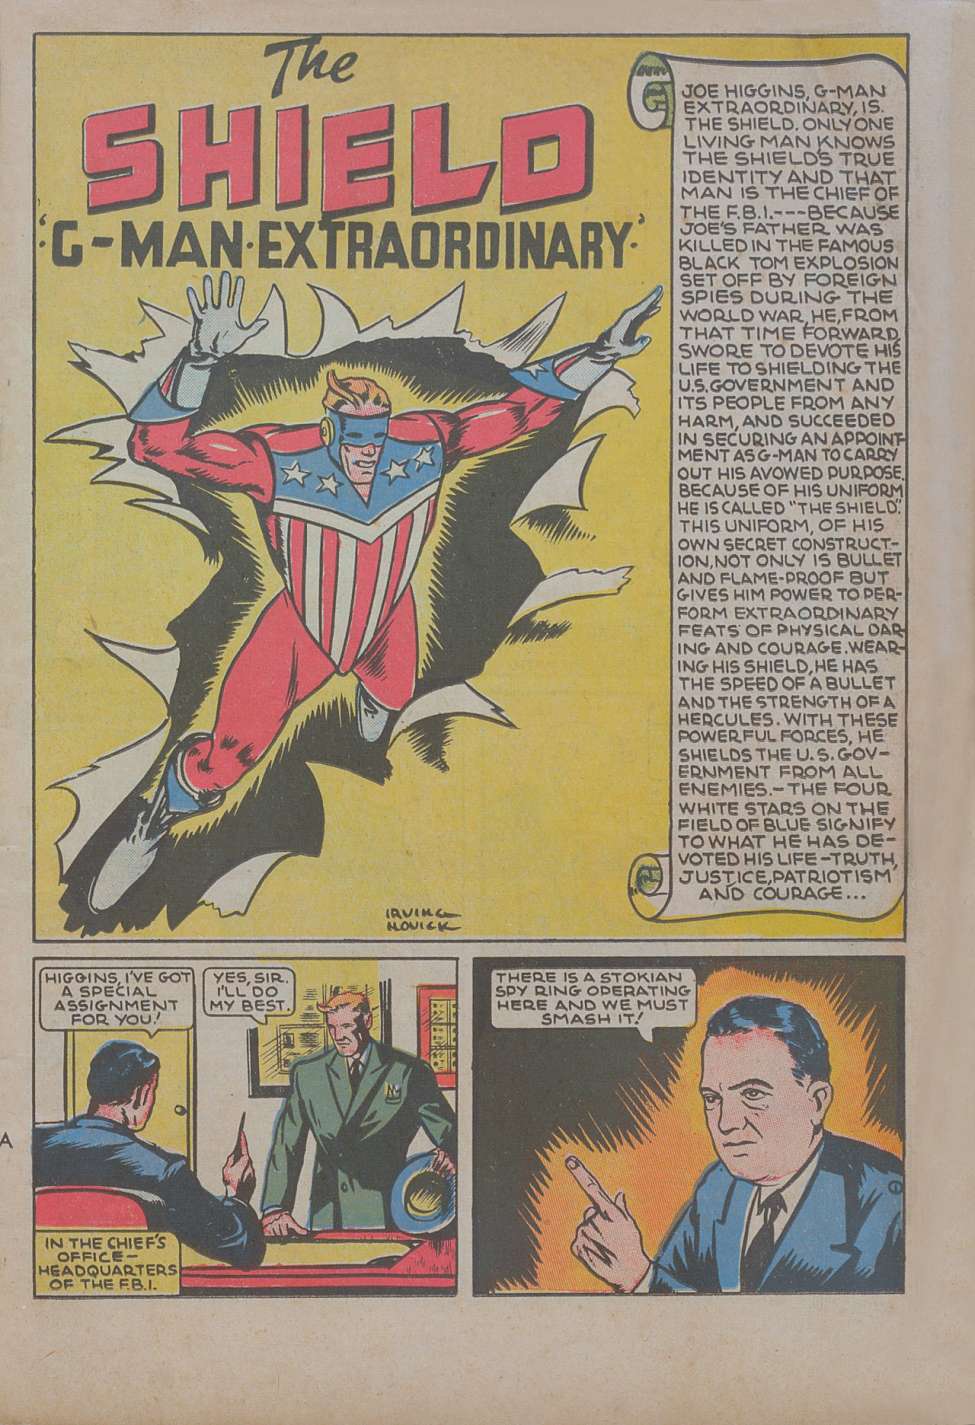 The
SHIELD
'G-MAN·EXTRAORDINARY·'
JOE HIGGINS, G-MAN
EXTRAORDINARY, IS
THE SHIELD. ONLY ONE
LIVING MAN KNOWS
THE SHIELD'S TRUE
IDENTITY AND THAT
MAN IS THE CHIEF OF
THE F.B.I.---BECAUSE
JOE'S FATHER WAS
KILLED IN THE FAMOUS
BLACK TOM EXPLOSION
SET OFF BY FOREIGN
SPIES DURING THE
WORLD WAR, HE, FROM
THAT TIME FORWARD,
SWORE TO DEVOTE HIS
LIFE TO SHIELDING THE
U.S. GOVERNMENT AND
ITS PEOPLE FROM ANY
HARM, AND SUCCEEDED
IN SECURING AN APPOINT-
MENT AS G-MAN TO CARRY
OUT HIS AVOWED PURPOSE.
BECAUSE OF HIS UNIFORM
HE IS CALLED "THE SHIELD".
THIS UNIFORM, OF HIS
OWN SECRET CONSTRUCT-
ION, NOT ONLY IS BULLET
AND FLAME-PROOF BUT
GIVES HIM POWER TO PER-
FORM EXTRAORDINARY
FEATS OF PHYSICAL DAR-
ING AND COURAGE. WEAR-
ING HIS SHIELD, HE HAS
THE SPEED OF A BULLET
AND THE STRENGTH OF A
HERCULES. WITH THESE
POWERFUL FORCES, HE
SHIELDS THE U.S. GOV-
ERNMENT FROM ALL
ENEMIES.-THE FOUR
WHITE STARS ON THE
FIELD OF BLUE SIGNIFY
TO WHAT HE HAS DE-
VOTED HIS LIFE-TRUTH,
JUSTICE, PATRIOTISM
AND COURAGE...
IRVING
NOVICK
HIGGINS, I'VE GOT
A SPECIAL
ASSIGNMENT
FOR YOU!
YES, SIR.
I'LL DO
MY BEST.
IN THE CHIEF'S
OFFICE-
HEADQUARTERS
OF THE F.B.I.
THERE IS A STOKIAN
SPY RING OPERATING
HERE AND WE MUST
SMASH IT!
1
A